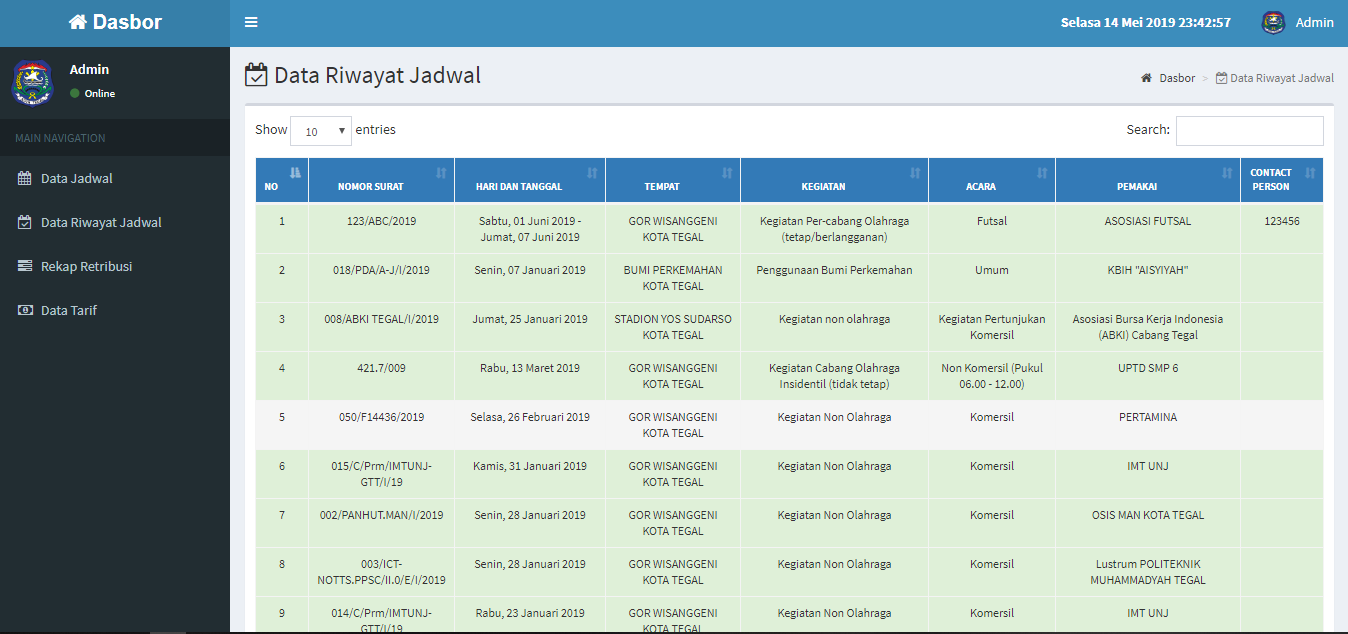 Dasbor
Selasa 14 Mei 2019 23:42:57
Admin
Admin
Online
MAIN NAVIGATION
Data Jadwal
Data Riwayat Jadwal
Rekap Retribusi
Data Tarif
Data Riwayat Jadwal
Dasbor > Data Riwayat Jadwal
Show 10 entries
Search:
NO NOMOR SURAT HARI DAN TANGGAL TEMPAT KEGIATAN ACARA PEMAKAI CONTACT
PERSON
1 123/ABC/2019 Sabtu, 01 Juni 2019 - GOR WISANGGENI Kegiatan Per-cabang Olahraga Futsal ASOSIASI FUTSAL 123456
Jumat, 07 Juni 2019 KOTA TEGAL (tetap/berlangganan)
2 018/PDA/A-J/I/2019 Senin, 07 Januari 2019 BUMI PERKEMAHAN Penggunaan Bumi Perkemahan Umum KBIH "AISYIYAH"
KOTA TEGAL
3 008/ABKI TEGAL/I/2019 Jumat, 25 Januari 2019 STADION YOS SUDARSO Kegiatan non olahraga Kegiatan Pertunjukan Asosiasi Bursa Kerja Indonesia
KOTA TEGAL Komersil (ABKI) Cabang Tegal
4 421.7/009 Rabu, 13 Maret 2019 GOR WISANGGENI Kegiatan Cabang Olahraga Non Komersil (Pukul UPTD SMP 6
KOTA TEGAL Insidentil (tidak tetap) 06.00 - 12.00)
5 050/F14436/2019 Selasa, 26 Februari 2019 GOR WISANGGENI Kegiatan Non Olahraga Komersil PERTAMINA
KOTA TEGAL
6 015/C/Prm/IMTUNJ- Kamis, 31 Januari 2019 GOR WISANGGENI Kegiatan Non Olahraga Komersil IMT UNJ
GTT/I/19 KOTA TEGAL
7 002/PANHUT.MAN/I/2019 Senin, 28 Januari 2019 GOR WISANGGENI Kegiatan Non Olahraga Komersil OSIS MAN KOTA TEGAL
KOTA TEGAL
8 003/ICT- Senin, 28 Januari 2019 GOR WISANGGENI Kegiatan Non Olahraga Komersil Lustrum POLITEKNIK
NOTTS.PPSC/II.0/E/I/2019 KOTA TEGAL MUHAMMADYAH TEGAL
9 014/C/Prm/IMTUNJ- Rabu, 23 Januari 2019 GOR WISANGGENI Kegiatan Non Olahraga Komersil IMT UNJ
GTT/I/19 KOTA TEGAL